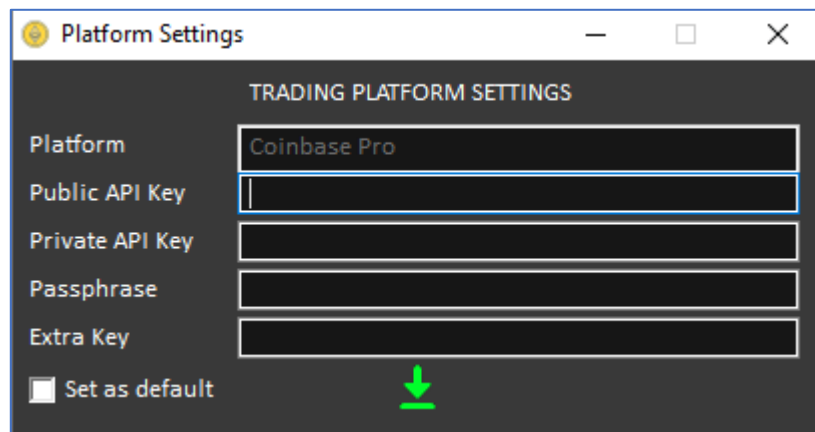 Platform Settings
TRADING PLATFORM SETTINGS
Platform Coinbase Pro
Public API Key
Private API Key
Passphrase
Extra Key
Set as default